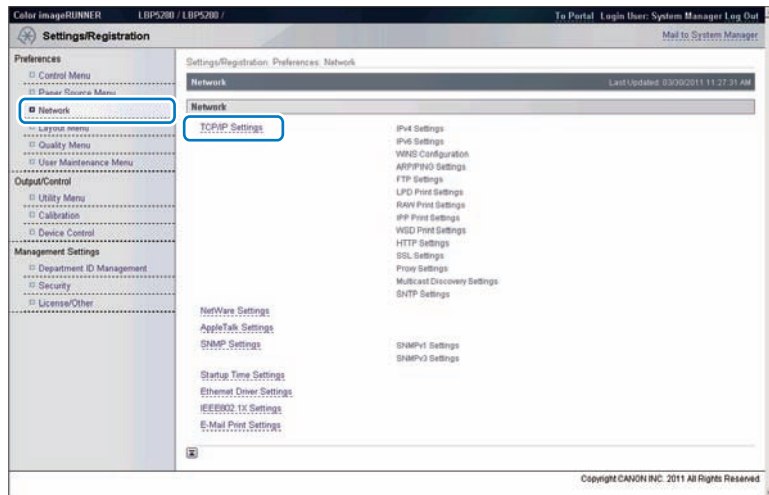 Color imageRUNNER LBP5280 / LBP5280 / To Portal Login User: System Manager Log Out
Settings/Registration Mail to System Manager
Preferences
Control Menu
Paper Source Menu
Network
Layout Menu
Quality Menu
User Maintenance Menu
Output/Control
Utility Menu
Calibration
Device Control
Management Settings
Department ID Management
Security
License/Other
Settings/Registration: Preferences: Network
Network Last Updated: 03/30/2011 11:27:31 AM
Network
TCP/IP Settings IPv4 Settings
IPv6 Settings
WINS Configuration
ARP/PING Settings
FTP Settings
LPD Print Settings
RAW Print Settings
IPP Print Settings
WSD Print Settings
HTTP Settings
SSL Settings
Proxy Settings
Multicast Discovery Settings
SNTP Settings
NetWare Settings
AppleTalk Settings
SNMP Settings SNMPv1 Settings
SNMPv3 Settings
Startup Time Settings
Ethernet Driver Settings
IEEE802.1X Settings
E-Mail Print Settings
Copyright CANON INC. 2011 All Rights Reserved